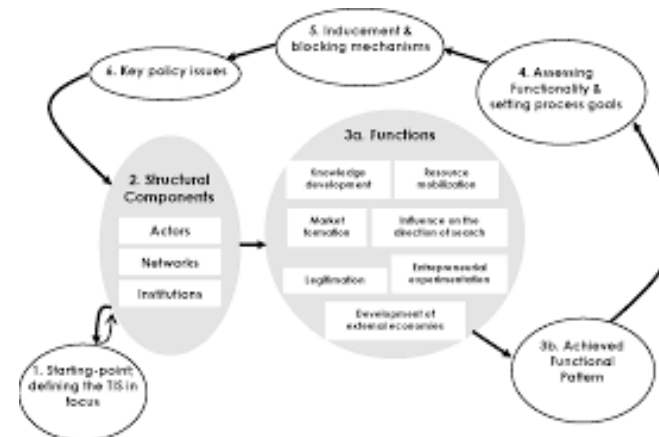 1. Starting-point:
defining the TIS in
focus
2. Structural
Components
Actors
Networks
Institutions
3a. Functions
Knowledge
development
Resource
mobilization
Market
formation
Influence on the
direction of search
Legitimation
Entrepreneurial
experimentation
Development of
external economies
3b. Achieved
Functional
Pattern
4. Assessing
Functionality &
setting process goals
5. Inducement &
blocking mechanisms
6. Key policy issues